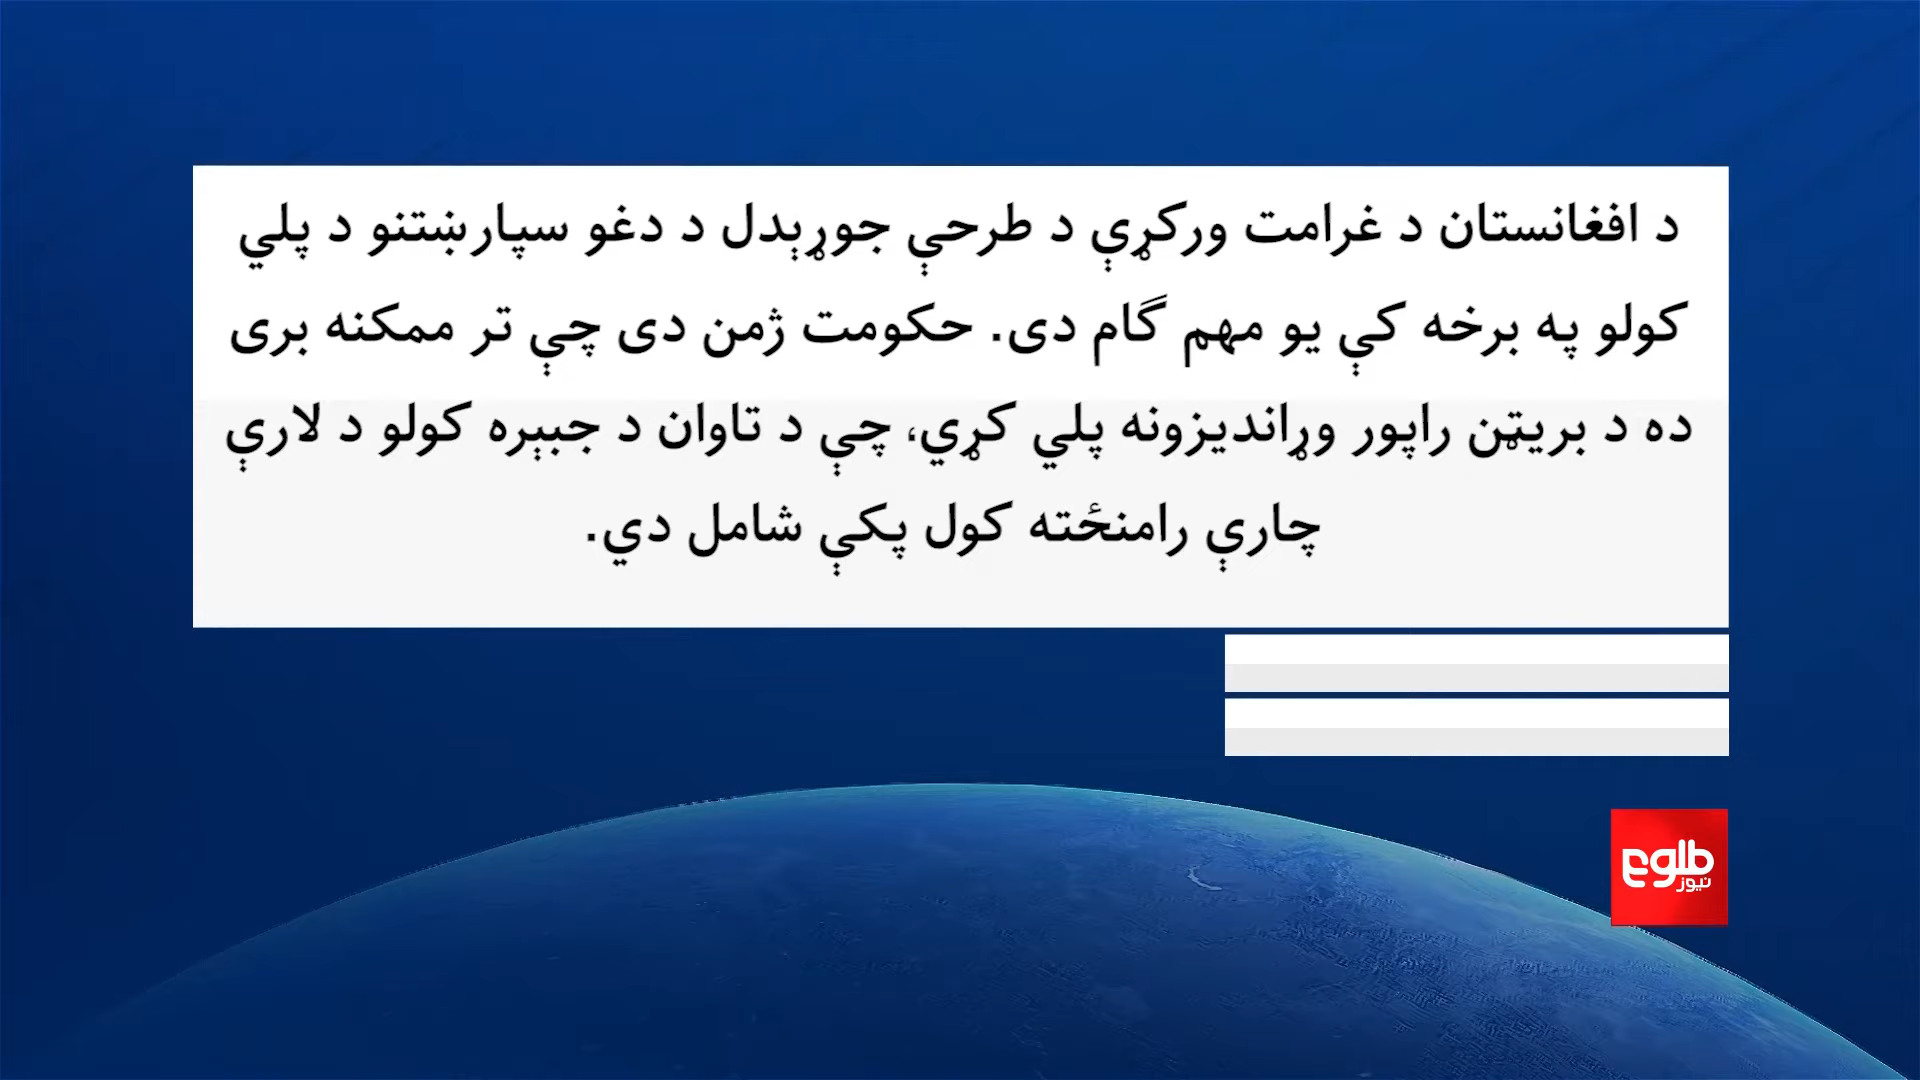 د افغانستان د غرامت ورکړې د طرحې جوړېدل د دغو سپارښتنو د پلي
کولو په برخه کې یو مهم گام دی. حکومت ژمن دی چې تر ممکنه بری
ده د بریټن راپور وړاندیزونه پلي کړي، چې د تاوان د جبېره کولو د لارې
چارې رامنځته کول پکې شامل دي.
طلوع
نیوز